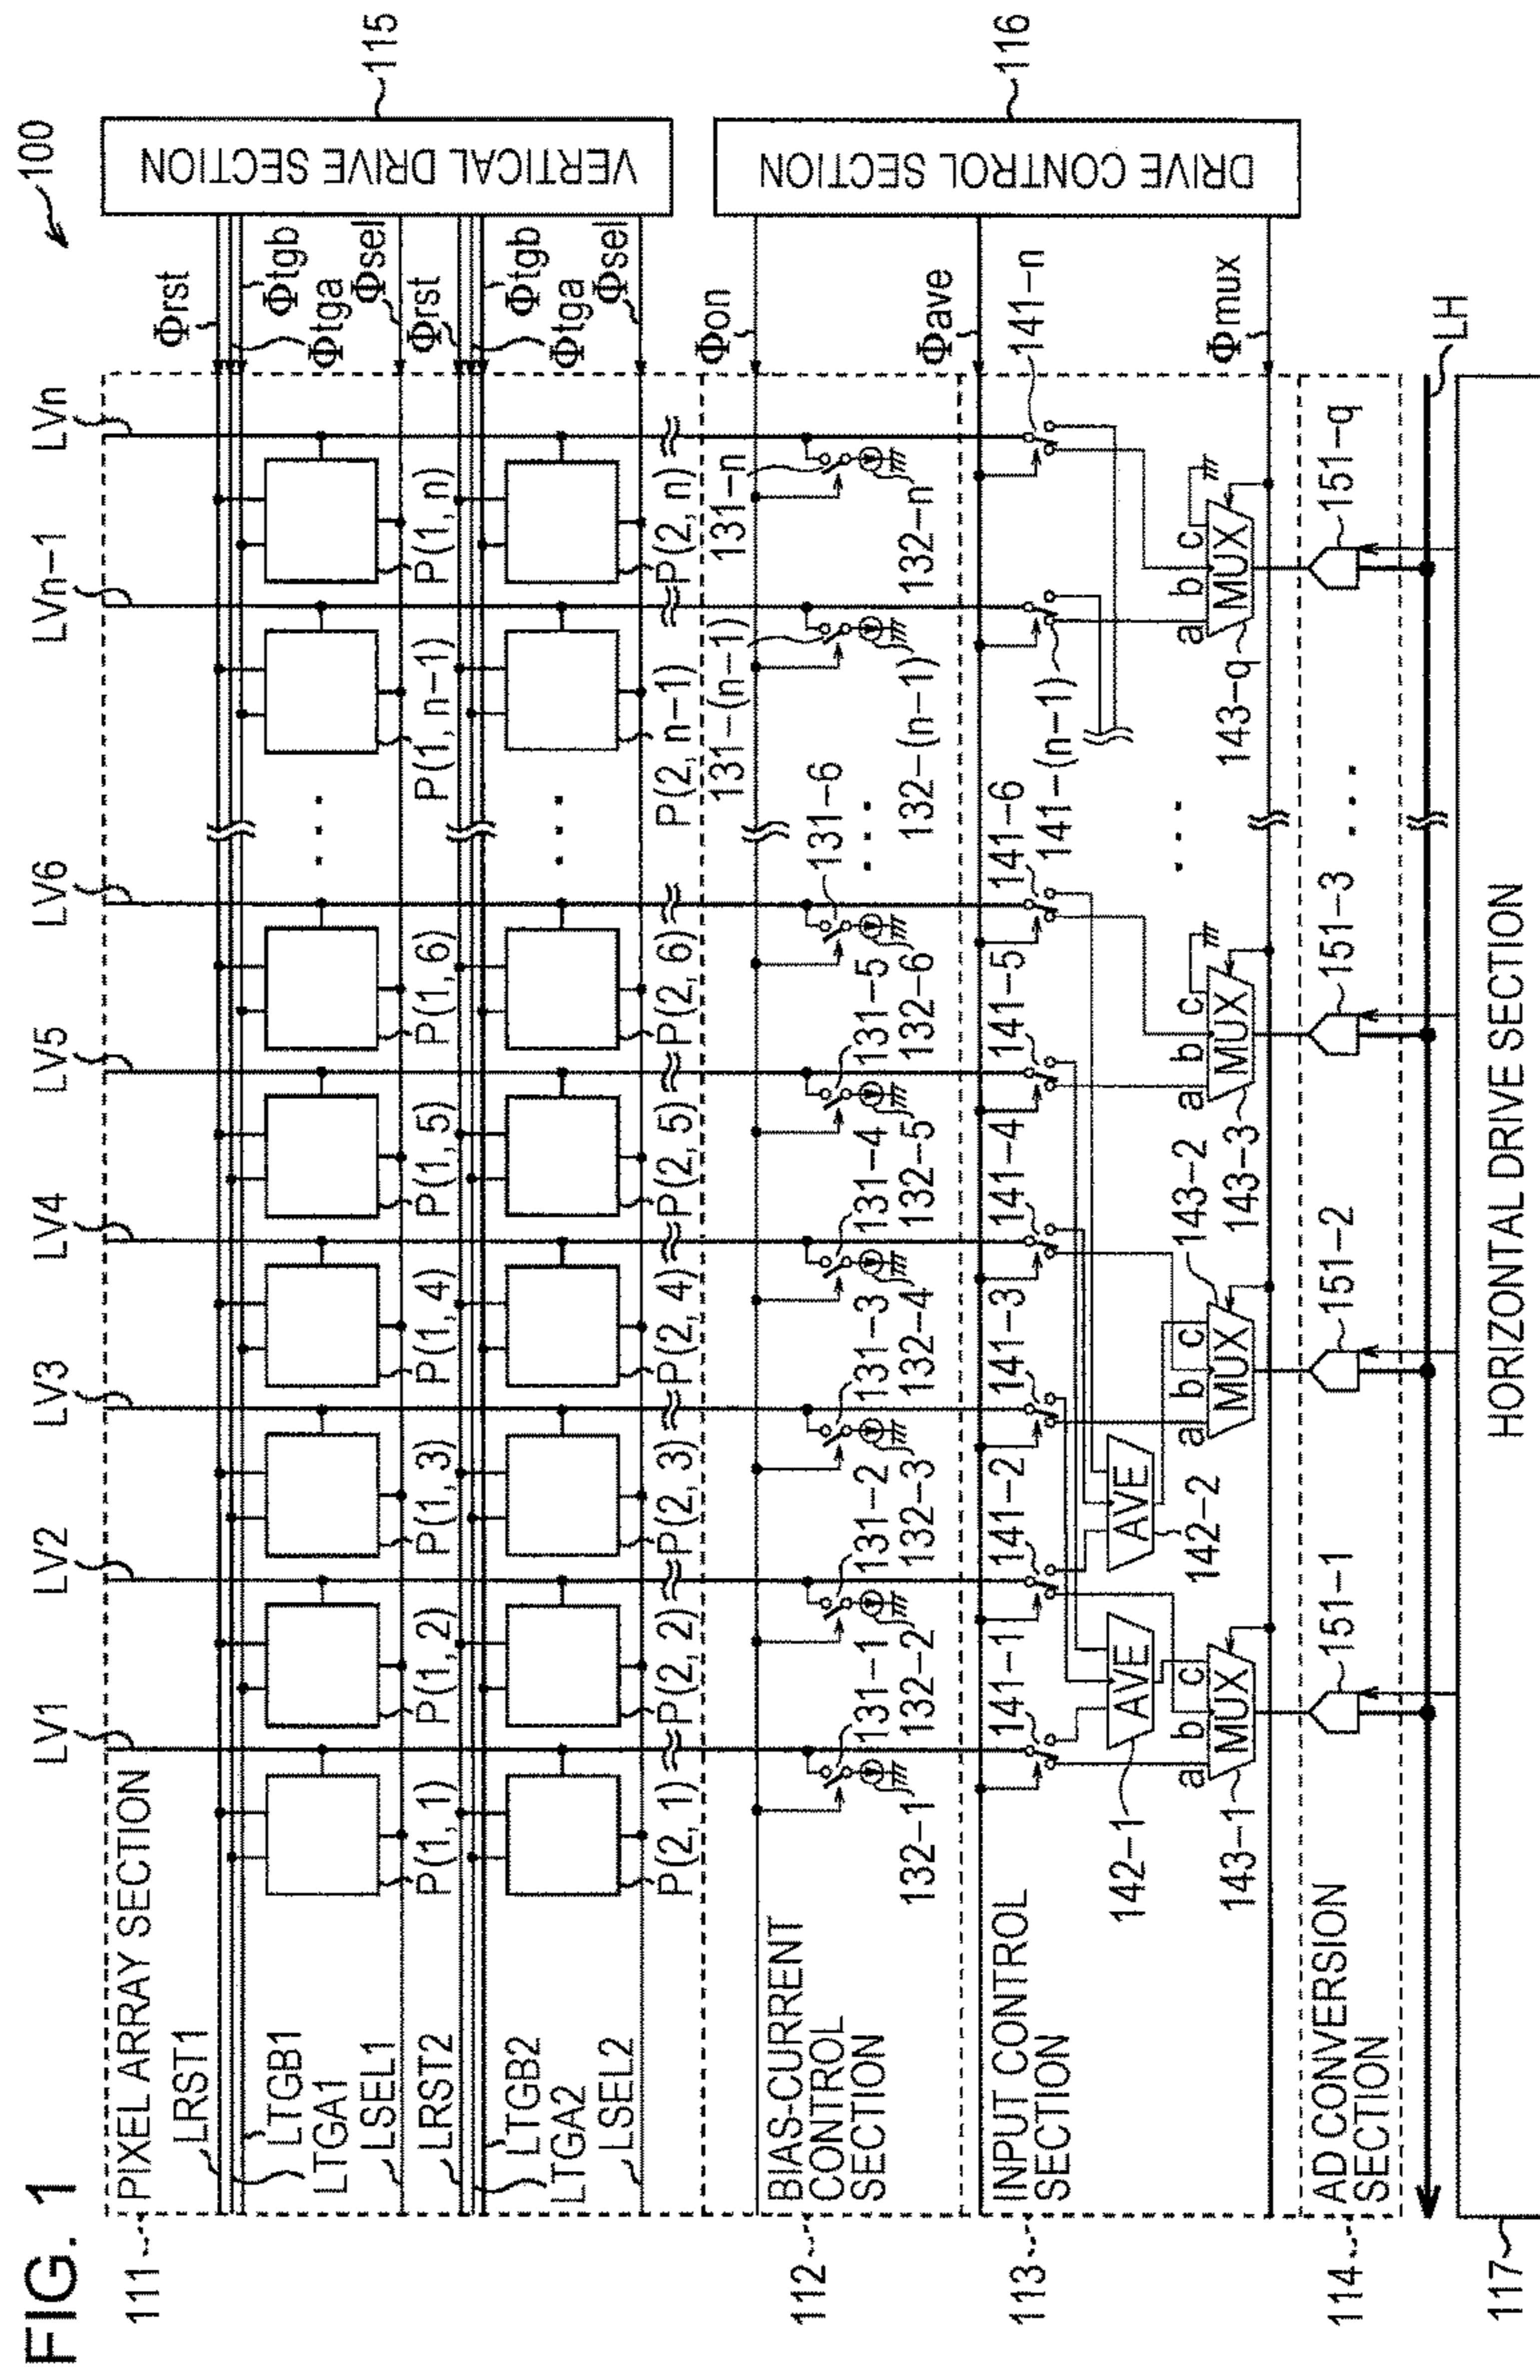 FIG. 1
100
LV1
LV2
LV3
LV4
LV5
LV6
LVn-1
LVn
111
PIXEL ARRAY SECTION
LRST1
LTGB1
LTGA1
LSEL1
LRST2
LTGB2
LTGA2
LSEL2
P(1, 1)
P(1, 2)
P(1, 3)
P(1, 4)
P(1, 5)
P(1, 6)
P(1, n-1)
P(1, n)
P(2, 1)
P(2, 2)
P(2, 3)
P(2, 4)
P(2, 5)
P(2, 6)
P(2, n-1)
P(2, n)
...
...
Φrst
Φtgb
Φtga
Φsel
Φrst
Φtgb
Φtga
Φsel
VERTICAL DRIVE SECTION
115
112
BIAS-CURRENT
CONTROL
SECTION
131-1
131-2
131-3
131-4
131-5
131-6
131-(n-1)
131-n
132-1
132-2
132-3
132-4
132-5
132-6
...
132-(n-1)
132-n
Φon
Φave
Φmux
DRIVE CONTROL SECTION
116
113
INPUT CONTROL
SECTION
141-1
141-2
141-3
141-4
141-5
141-6
141-(n-1)
141-n
142-1
AVE
142-2
AVE
143-1
a b c
MUX
143-2
a b c
MUX
143-3
a b c
MUX
...
143-q
a b c
MUX
114
AD CONVERSION
SECTION
151-1
151-2
151-3
...
151-q
LH
117
HORIZONTAL DRIVE SECTION